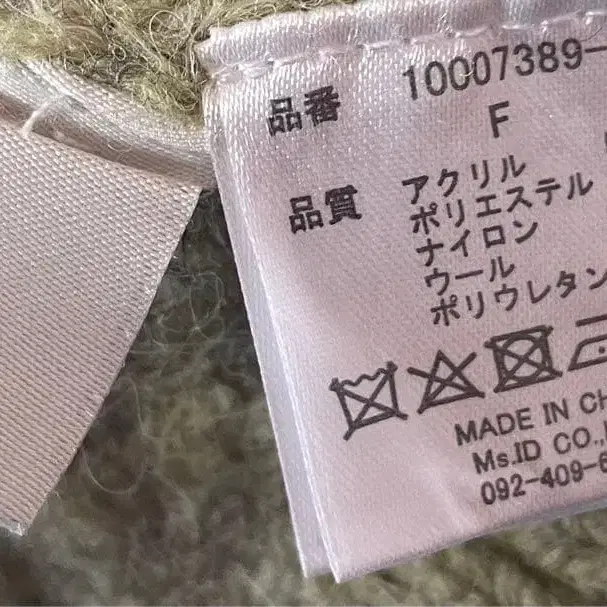 品番 10007389-
F
品質 アクリル
ポリエステル
ナイロン
ウール
ポリウレタン
MADE IN CH
Ms.ID CO.,
092-409-6